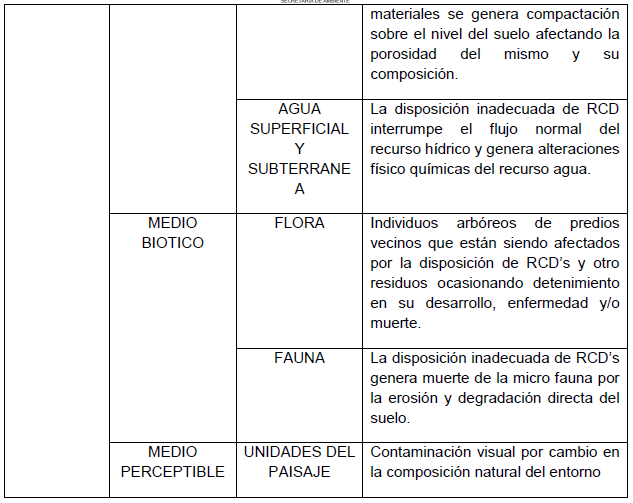 SECRETARIA DE AMBIENTE
materiales se genera compactación
sobre el nivel del suelo afectando la
porosidad del mismo y su
composición.
AGUA
SUPERFICIAL
Y
SUBTERRANE
A
La disposición inadecuada de RCD
interrumpe el flujo normal del
recurso hídrico y genera alteraciones
físico químicas del recurso agua.
MEDIO
BIOTICO
FLORA
Individuos arbóreos de predios
vecinos que están siendo afectados
por la disposición de RCD's y otro
residuos ocasionando detenimiento
en su desarrollo, enfermedad y/o
muerte.
FAUNA
La disposición inadecuada de RCD's
genera muerte de la micro fauna por
la erosión y degradación directa del
suelo.
MEDIO
PERCEPTIBLE
UNIDADES DEL
PAISAJE
Contaminación visual por cambio en
la composición natural del entorno